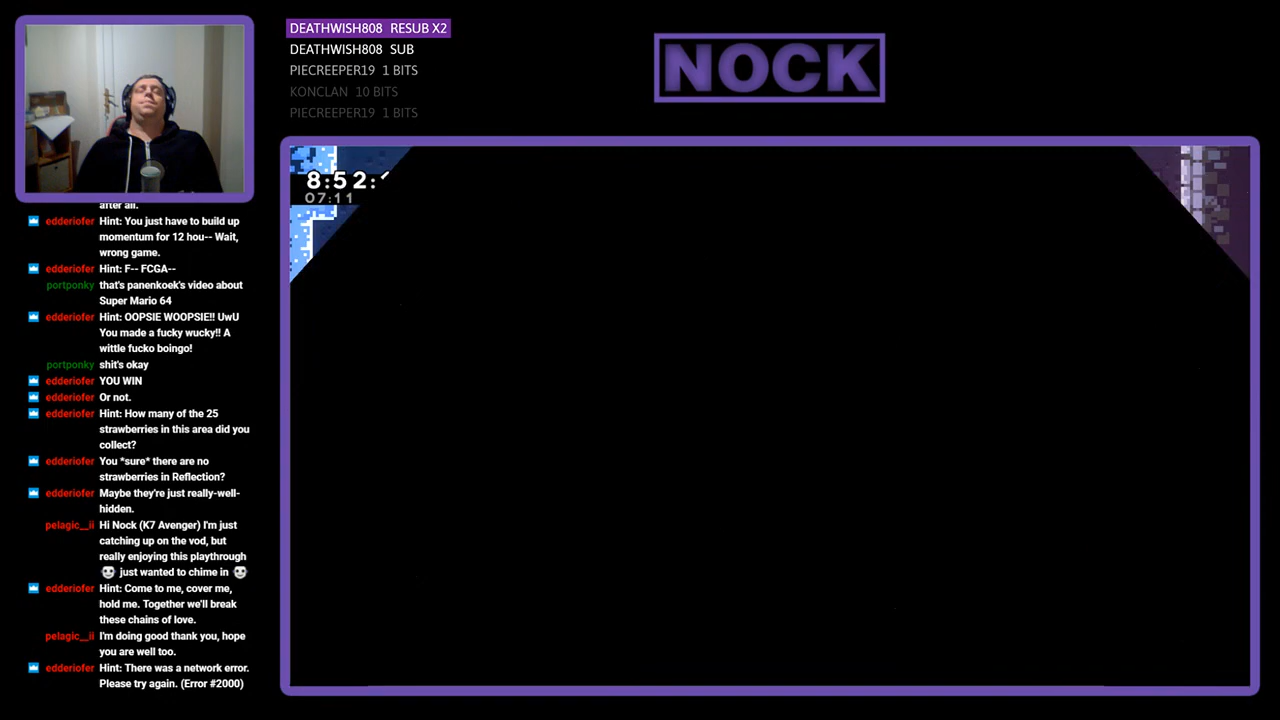 DEATHWISH808 RESUB X2
DEATHWISH808 SUB
PIECREEPER19 1 BITS
KONCLAN 10 BITS
PIECREEPER19 1 BITS
NOCK
8:52:
07:11
after all.
edderiofer Hint: You just have to build up
momentum for 12 hou-- Wait,
wrong game.
edderiofer Hint: F-- FCGA--
portponky that's panenkoek's video about
Super Mario 64
edderiofer Hint: OOPSIE WOOPSIE!! UwU
You made a fucky wucky!! A
wittle fucko boingo!
portponky shit's okay
edderiofer YOU WIN
edderiofer Or not.
edderiofer Hint: How many of the 25
strawberries in this area did you
collect?
edderiofer You *sure* there are no
strawberries in Reflection?
edderiofer Maybe they're just really-well-
hidden.
pelagic__ii Hi Nock (K7 Avenger) I'm just
catching up on the vod, but
really enjoying this playthrough
just wanted to chime in
edderiofer Hint: Come to me, cover me,
hold me. Together we'll break
these chains of love.
pelagic__ii I'm doing good thank you, hope
you are well too.
edderiofer Hint: There was a network error.
Please try again. (Error #2000)